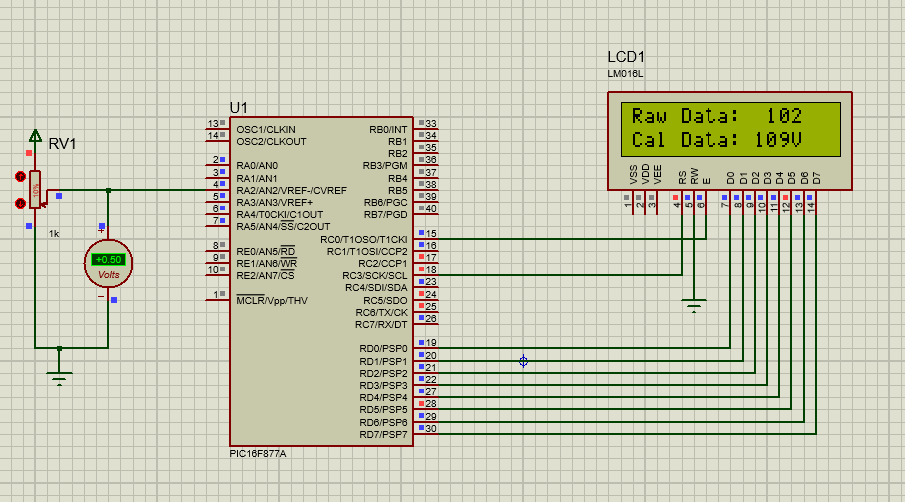 LCD1
LM016L
Raw Data: 102
Cal Data: 109V
VSS VDD VEE RS RW E D0 D1 D2 D3 D4 D5 D6 D7
1 2 3 4 5 6 7 8 9 10 11 12 13 14
RV1
10%
1k
+0.50
Volts
U1
13 OSC1/CLKIN RB0/INT 33
14 OSC2/CLKOUT RB1 34
RB2 35
2 RA0/AN0 RB3/PGM 36
3 RA1/AN1 RB4 37
4 RA2/AN2/VREF-/CVREF RB5 38
5 RA3/AN3/VREF+ RB6/PGC 39
6 RA4/T0CKI/C1OUT RB7/PGD 40
7 RA5/AN4/SS/C2OUT
RC0/T1OSO/T1CKI 15
8 RE0/AN5/RD RC1/T1OSI/CCP2 16
9 RE1/AN6/WR RC2/CCP1 17
10 RE2/AN7/CS RC3/SCK/SCL 18
RC4/SDI/SDA 23
1 MCLR/Vpp/THV RC5/SDO 24
RC6/TX/CK 25
RC7/RX/DT 26
RD0/PSP0 19
RD1/PSP1 20
RD2/PSP2 21
RD3/PSP3 22
RD4/PSP4 27
RD5/PSP5 28
RD6/PSP6 29
RD7/PSP7 30
PIC16F877A